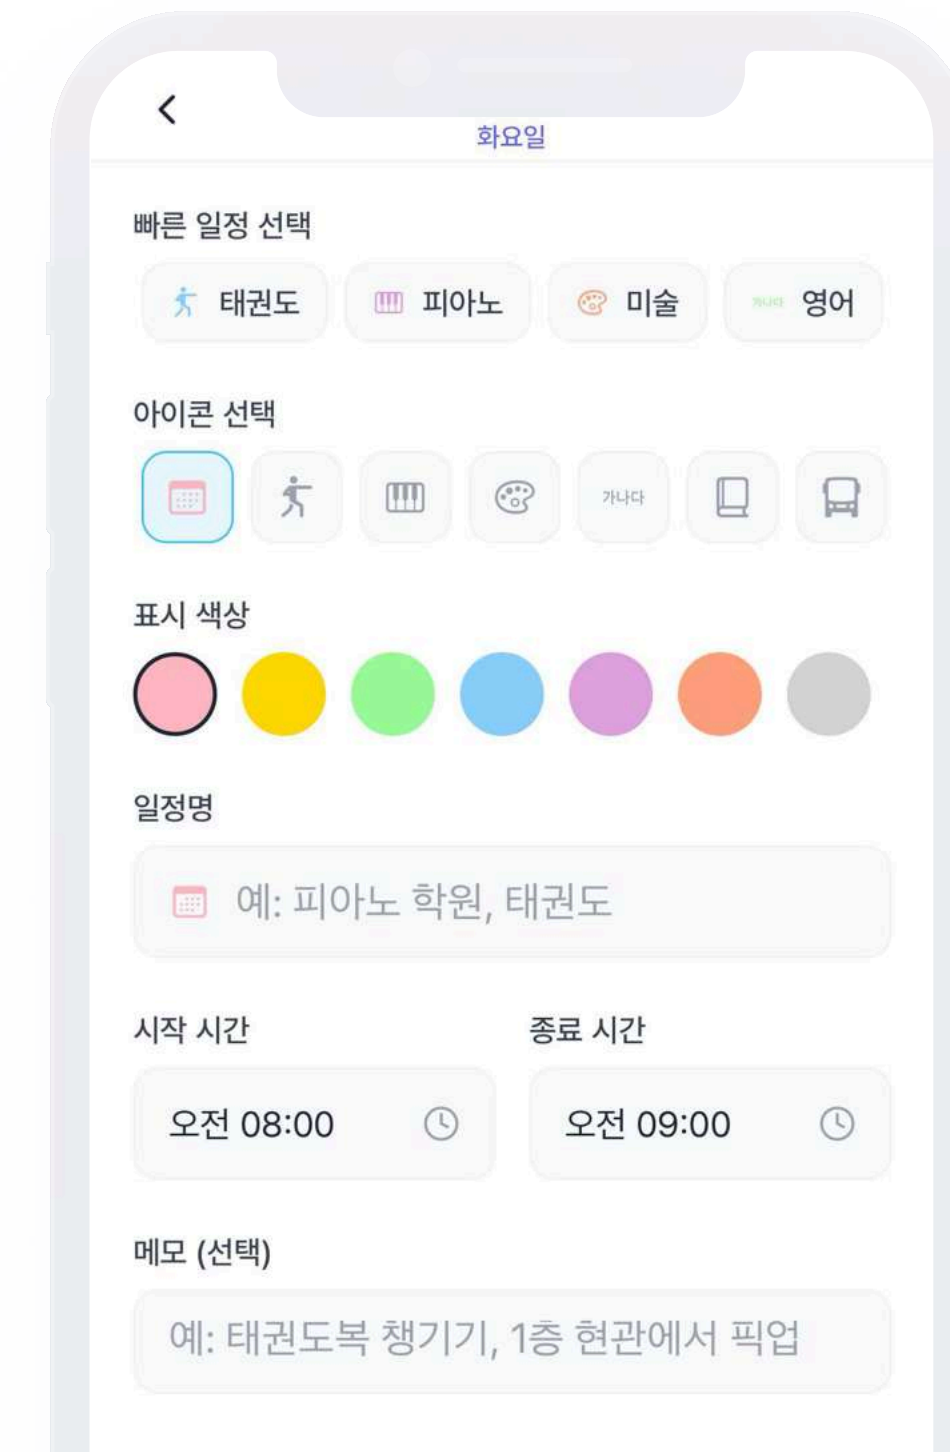 화요일
빠른 일정 선택
태권도 피아노 미술 가나다 영어
아이콘 선택
가나다
표시 색상
일정명
예: 피아노 학원, 태권도
시작 시간 종료 시간
오전 08:00 오전 09:00
메모 (선택)
예: 태권도복 챙기기, 1층 현관에서 픽업